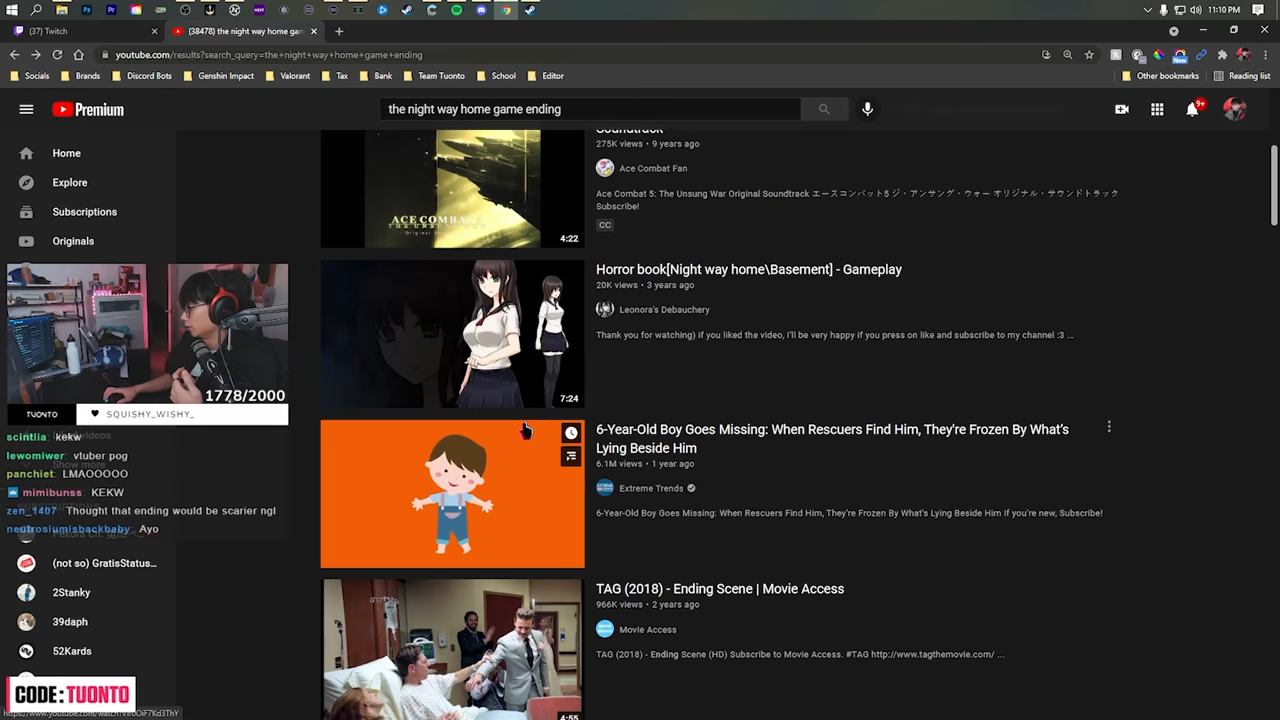 11:10 PM
(37) Twitch
(38478) the night way home gam
youtube.com/results?search_query=the+night+way+home+game+ending
Socials
Brands
Discord Bots
Genshin Impact
Valorant
Tax
Bank
Team Tuonto
School
Editor
Other bookmarks
Reading list
Premium
the night way home game ending
9+
Home
Explore
Subscriptions
Originals
Soundtrack
275K views • 9 years ago
Ace Combat Fan
Ace Combat 5: The Unsung War Original Soundtrack エースコンバット5 ジ・アンサング・ウォー オリジナル・サウンドトラック
Subscribe!
CC
4:22
Horror book[Night way home\Basement] - Gameplay
20K views • 3 years ago
Leonora's Debauchery
Thank you for watching) if you liked the video, I'll be very happy if you press on like and subscribe to my channel :3 ...
7:24
1778/2000
TUONTO
SQUISHY_WISHY_
scintlia: kekw
lewomiwer: vtuber pog
panchiet: LMAOOOOO
mimibunss: KEKW
zen_1407: Thought that ending would be scarier ngl
neutrosiumisbackbaby: Ayo
Show more
6-Year-Old Boy Goes Missing: When Rescuers Find Him, They're Frozen By What's
Lying Beside Him
6.1M views • 1 year ago
Extreme Trends
6-Year-Old Boy Goes Missing: When Rescuers Find Him, They're Frozen By What's Lying Beside Him If you're new, Subscribe!
(not so) GratisStatus...
2Stanky
39daph
52Kards
CODE:TUONTO
TAG (2018) - Ending Scene | Movie Access
966K views • 2 years ago
Movie Access
TAG (2018) - Ending Scene (HD) Subscribe to Movie Access. #TAG http://www.tagthemovie.com/ ...
4:55